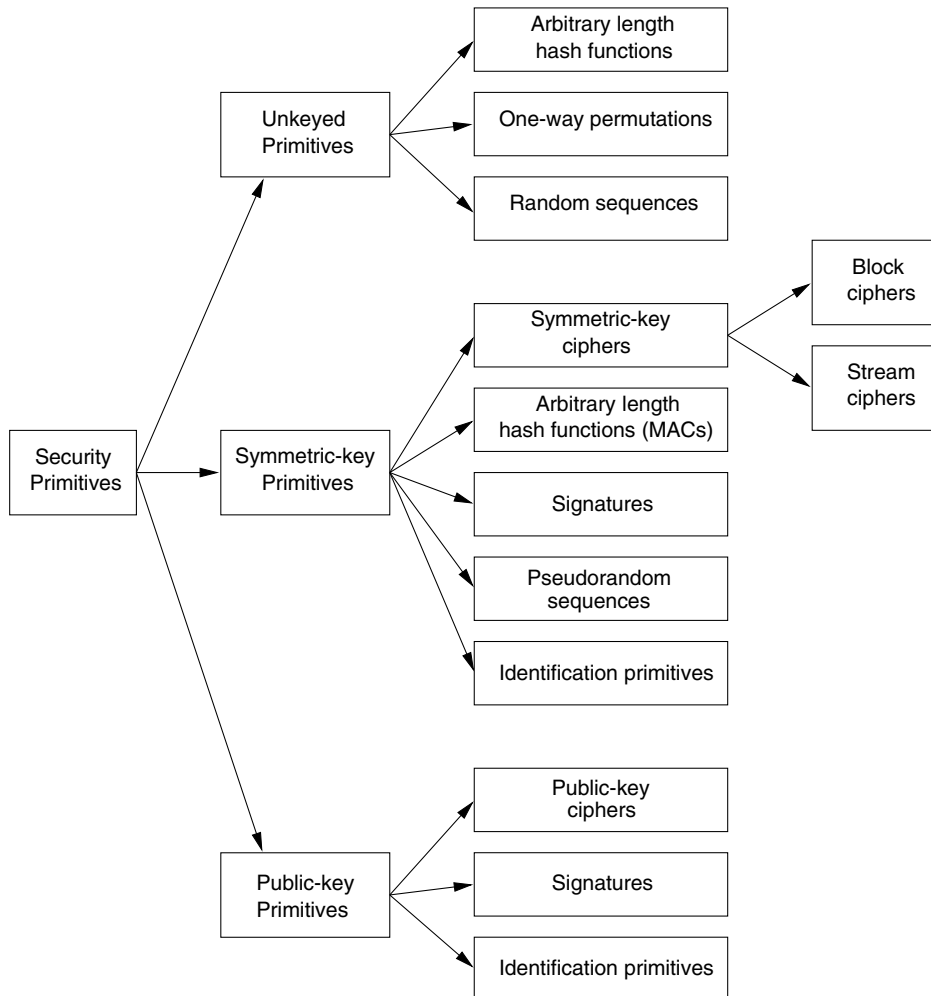 Arbitrary length
hash functions
Unkeyed
Primitives
One-way permutations
Random sequences
Block
ciphers
Symmetric-key
ciphers
Stream
ciphers
Arbitrary length
hash functions (MACs)
Security
Primitives
Symmetric-key
Primitives
Signatures
Pseudorandom
sequences
Identification primitives
Public-key
ciphers
Public-key
Primitives
Signatures
Identification primitives